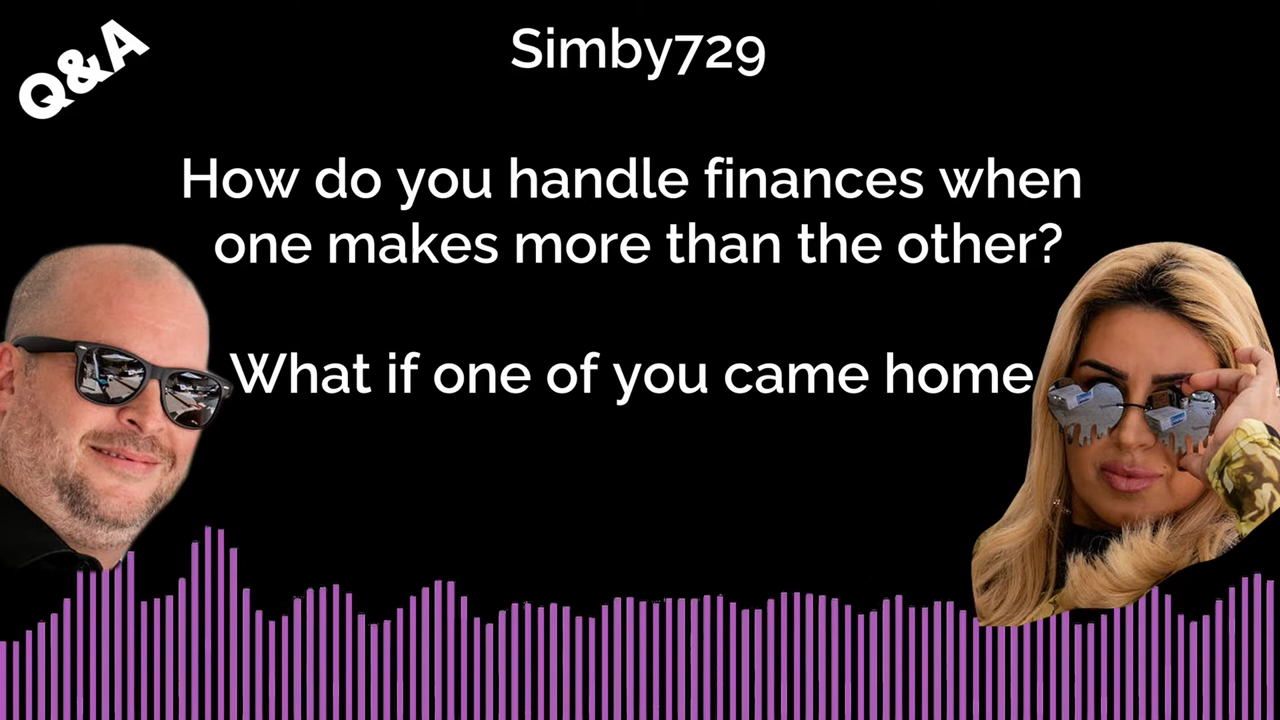 Q&A
Simby729
How do you handle finances when
one makes more than the other?
What if one of you came home